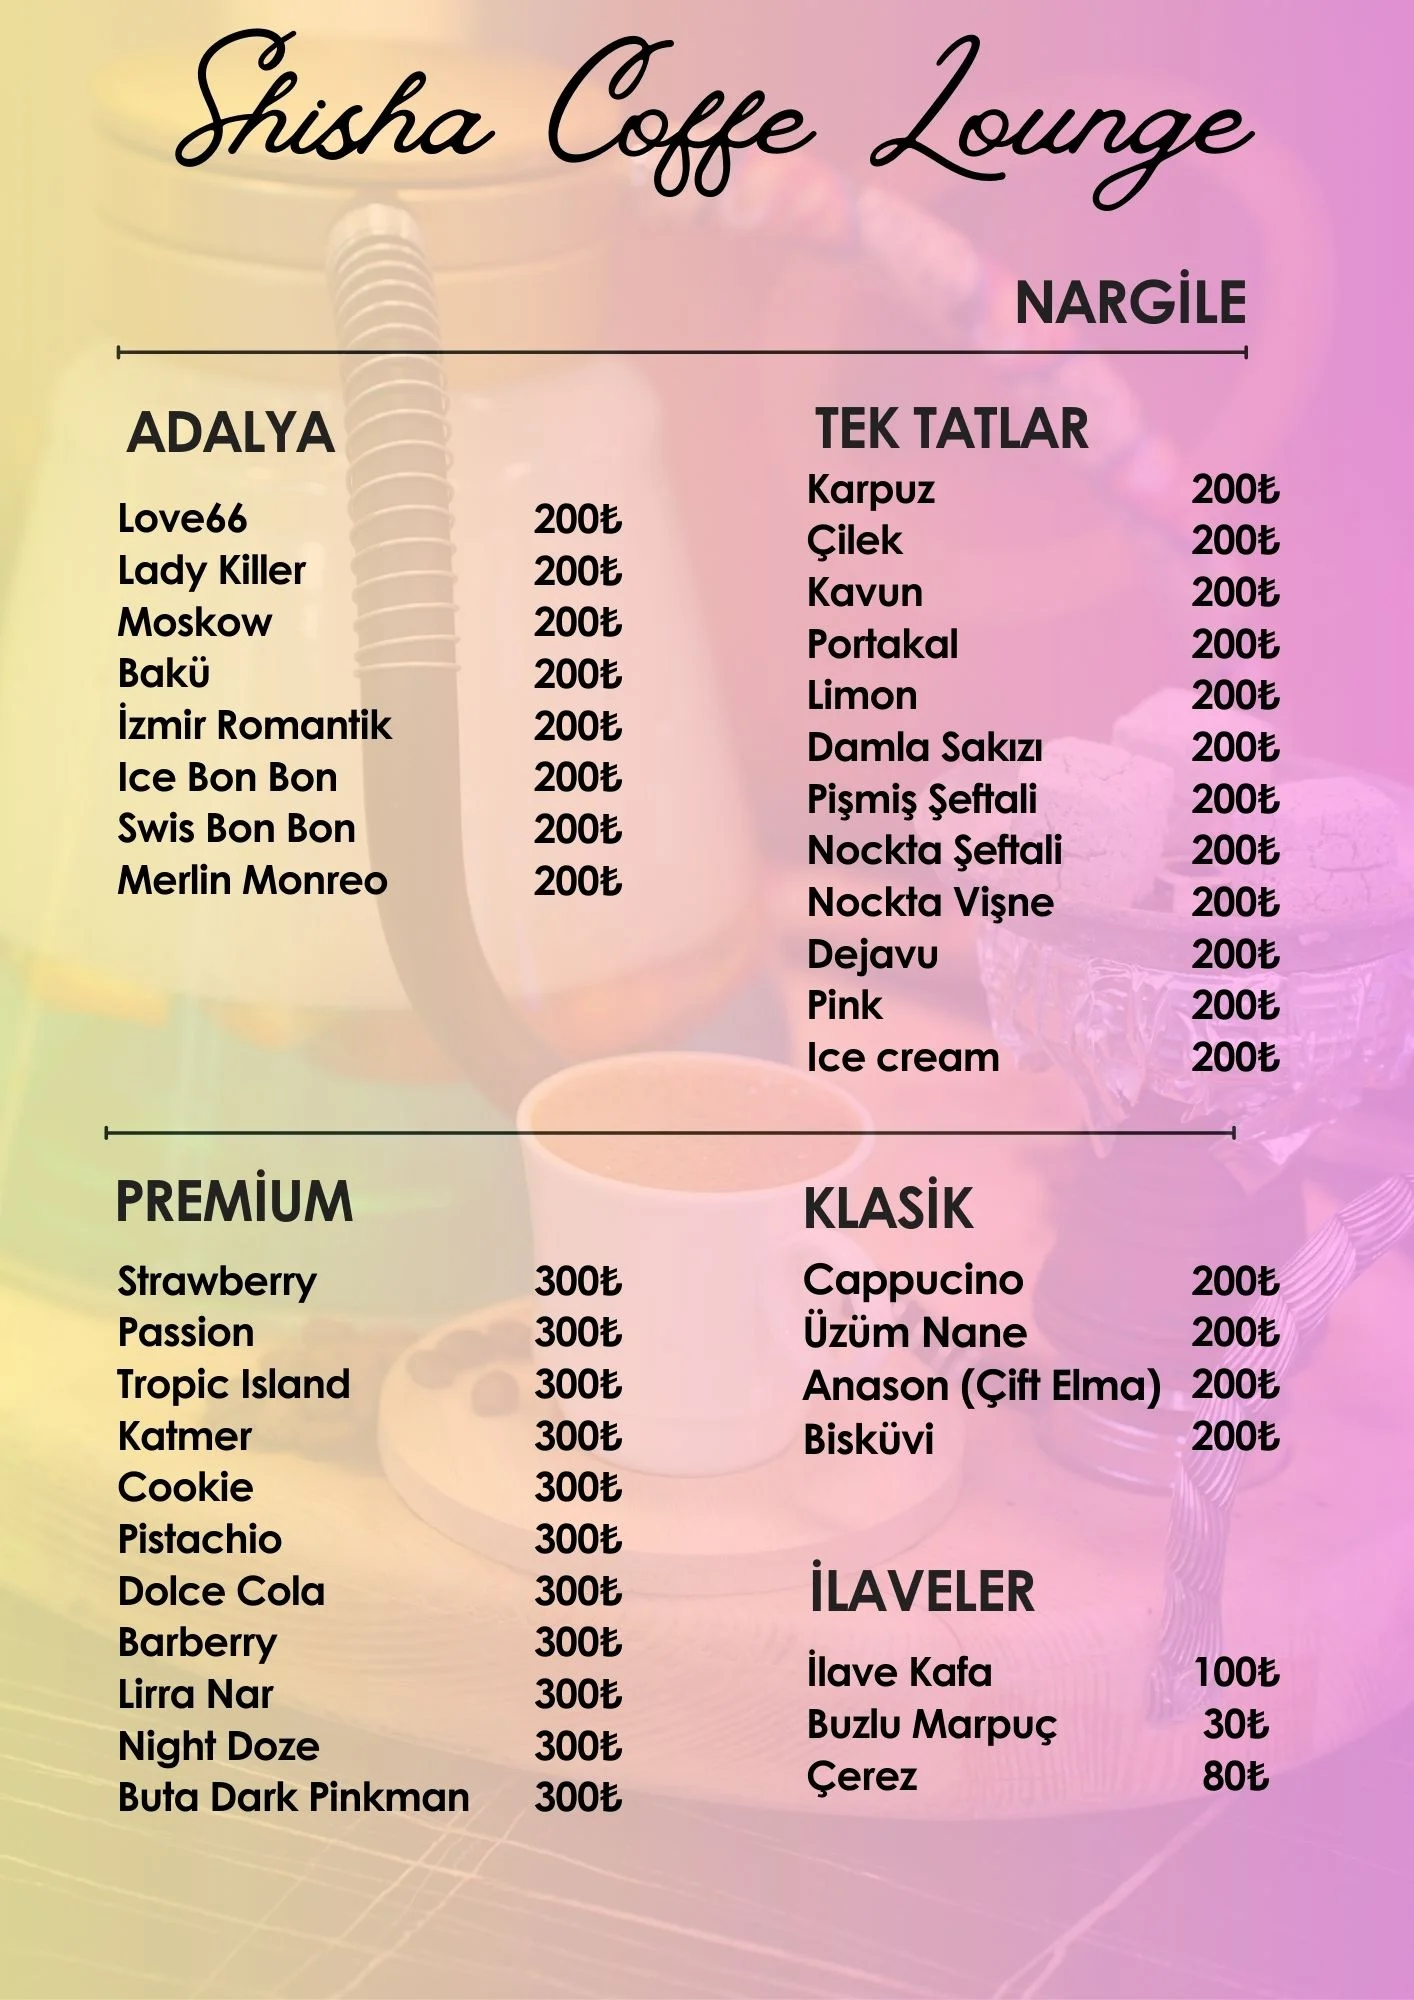 Shisha Coffe Lounge
NARGİLE
ADALYA
Love66 200₺
Lady Killer 200₺
Moskow 200₺
Bakü 200₺
İzmir Romantik 200₺
Ice Bon Bon 200₺
Swis Bon Bon 200₺
Merlin Monreo 200₺
TEK TATLAR
Karpuz 200₺
Çilek 200₺
Kavun 200₺
Portakal 200₺
Limon 200₺
Damla Sakızı 200₺
Pişmiş Şeftali 200₺
Nockta Şeftali 200₺
Nockta Vişne 200₺
Dejavu 200₺
Pink 200₺
Ice cream 200₺
PREMİUM
Strawberry 300₺
Passion 300₺
Tropic Island 300₺
Katmer 300₺
Cookie 300₺
Pistachio 300₺
Dolce Cola 300₺
Barberry 300₺
Lirra Nar 300₺
Night Doze 300₺
Buta Dark Pinkman 300₺
KLASİK
Cappucino 200₺
Üzüm Nane 200₺
Anason (Çift Elma) 200₺
Bisküvi 200₺
İLAVELER
İlave Kafa 100₺
Buzlu Marpuç 30₺
Çerez 80₺